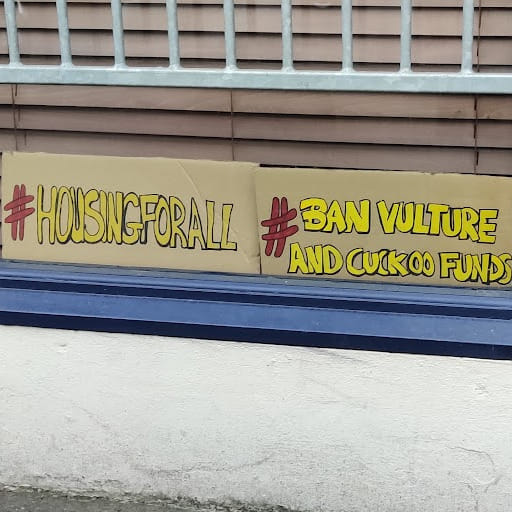 #HOUSINGFORALL
# BAN VULTURE
AND CUCKOO FUNDS